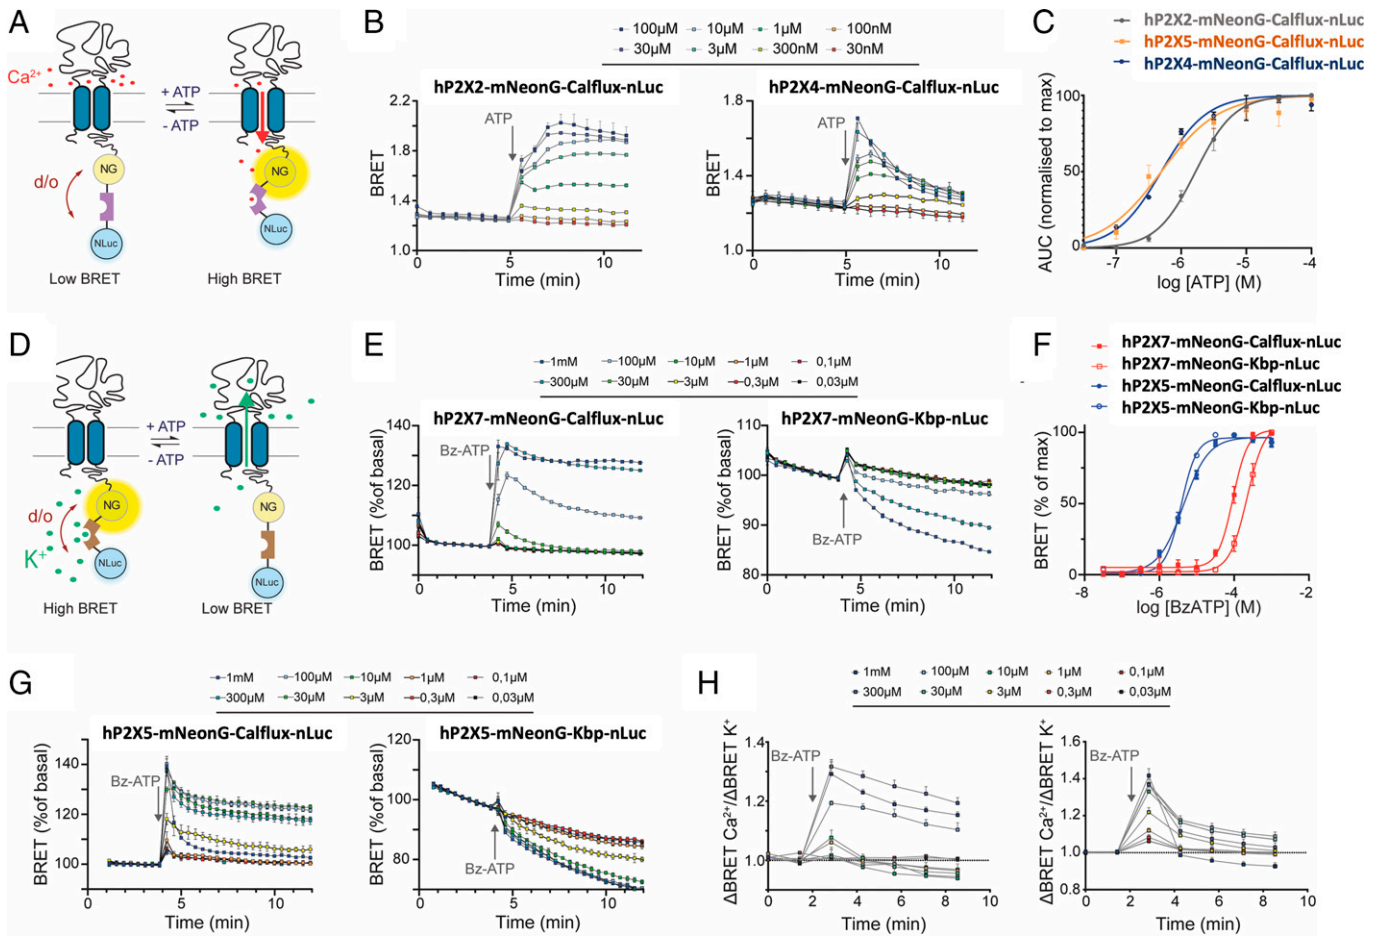 A
Ca²⁺
+ ATP
- ATP
d/o
NG
NLuc
NG
NLuc
Low BRET
High BRET
B
100µM
10µM
1µM
100nM
30µM
3µM
300nM
30nM
hP2X2-mNeonG-Calflux-nLuc
2.2
1.8
1.4
1.0
BRET
ATP
0
5
10
Time (min)
hP2X4-mNeonG-Calflux-nLuc
1.8
1.4
1.0
BRET
ATP
0
5
10
Time (min)
C
hP2X2-mNeonG-Calflux-nLuc
hP2X5-mNeonG-Calflux-nLuc
hP2X4-mNeonG-Calflux-nLuc
AUC (normalised to max)
100
50
0
-7
-6
-5
-4
log [ATP] (M)
D
+ ATP
- ATP
d/o
K⁺
NG
NLuc
NG
NLuc
High BRET
Low BRET
E
1mM
100µM
10µM
1µM
0,1µM
300µM
30µM
3µM
0,3µM
0,03µM
hP2X7-mNeonG-Calflux-nLuc
140
120
100
BRET (%of basal)
Bz-ATP
0
5
10
Time (min)
hP2X7-mNeonG-Kbp-nLuc
110
100
90
80
BRET (%of basal)
Bz-ATP
0
5
10
Time (min)
F
hP2X7-mNeonG-Calflux-nLuc
hP2X7-mNeonG-Kbp-nLuc
hP2X5-mNeonG-Calflux-nLuc
hP2X5-mNeonG-Kbp-nLuc
BRET (% of max)
100
50
0
-8
-6
-4
-2
log [BzATP] (M)
G
1mM
100µM
10µM
1µM
0,1µM
300µM
30µM
3µM
0,3µM
0,03µM
hP2X5-mNeonG-Calflux-nLuc
140
120
100
BRET (%of basal)
Bz-ATP
0
5
10
Time (min)
hP2X5-mNeonG-Kbp-nLuc
120
100
80
BRET (%of basal)
Bz-ATP
0
5
10
Time (min)
H
1mM
100µM
10µM
1µM
0,1µM
300µM
30µM
3µM
0,3µM
0,03µM
ΔBRET Ca²⁺/ΔBRET K⁺
1.4
1.2
1.0
Bz-ATP
0
2
4
6
8
10
Time (min)
ΔBRET Ca²⁺/ΔBRET K⁺
1.6
1.4
1.2
1.0
0.8
Bz-ATP
0
2
4
6
8
10
Time (min)